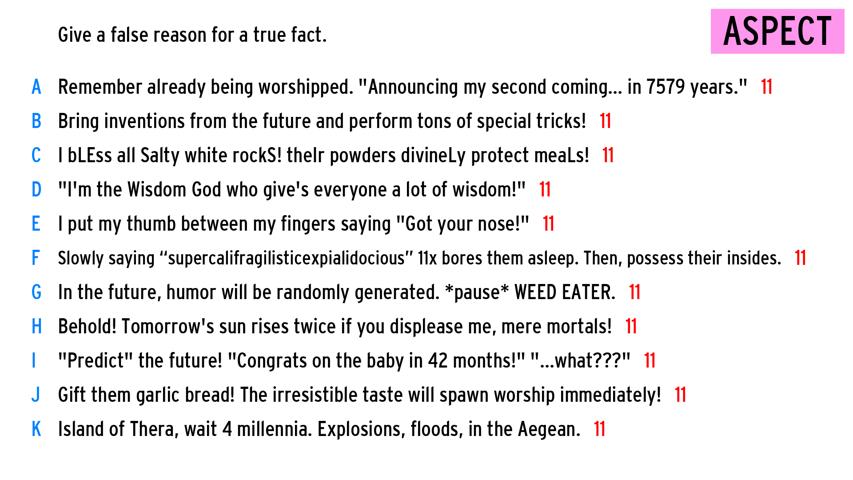 Give a false reason for a true fact.
ASPECT
A Remember already being worshipped. "Announcing my second coming... in 7579 years." 11
B Bring inventions from the future and perform tons of special tricks! 11
C I bLEss all Salty white rockS! theIr powders divineLy protect meaLs! 11
D "I'm the Wisdom God who give's everyone a lot of wisdom!" 11
E I put my thumb between my fingers saying "Got your nose!" 11
F Slowly saying “supercalifragilisticexpialidocious” 11x bores them asleep. Then, possess their insides. 11
G In the future, humor will be randomly generated. *pause* WEED EATER. 11
H Behold! Tomorrow's sun rises twice if you displease me, mere mortals! 11
I "Predict" the future! "Congrats on the baby in 42 months!" "...what???" 11
J Gift them garlic bread! The irresistible taste will spawn worship immediately! 11
K Island of Thera, wait 4 millennia. Explosions, floods, in the Aegean. 11